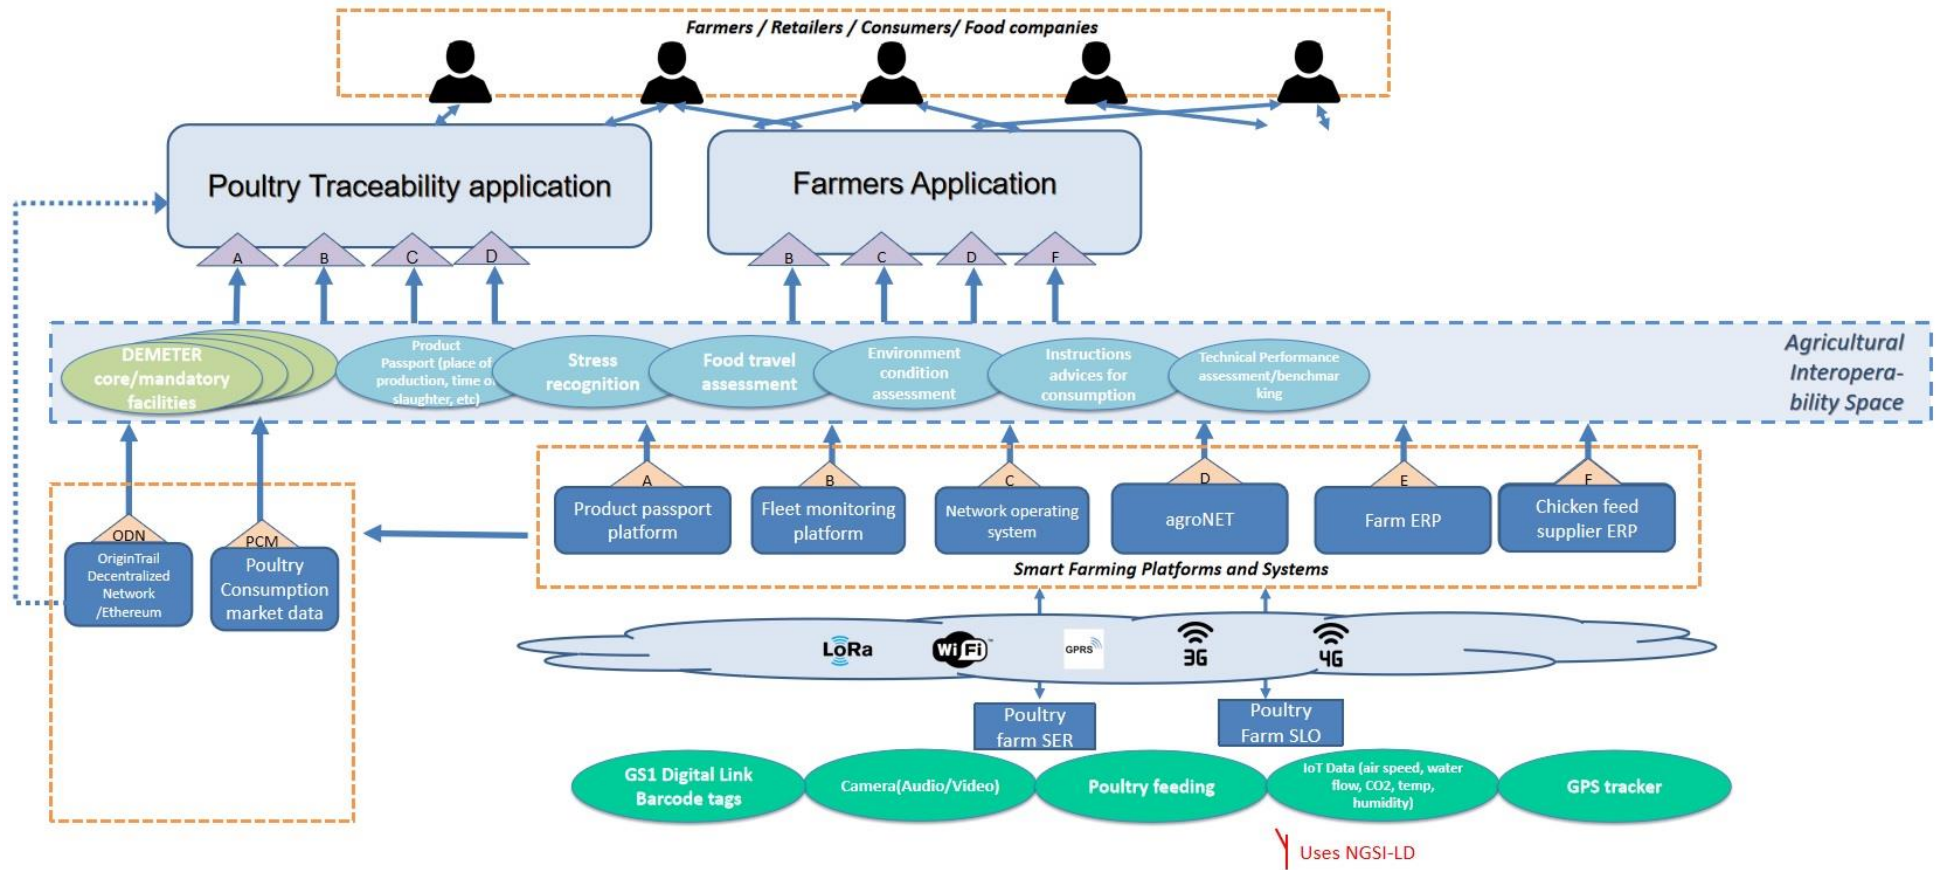 Farmers / Retailers / Consumers/ Food companies
Poultry Traceability application
Farmers Application
A
B
C
D
B
C
D
F
DEMETER
core/mandatory
facilities
Product
Passport (place of
production, time of
slaughter, etc)
Stress
recognition
Food travel
assessment
Environment
condition
assessment
Instructions
advices for
consumption
Technical Performance
assessment/benchmar
king
Agricultural
Interopera-
bility Space
ODN
OriginTrail
Decentralized
Network
/Ethereum
PCM
Poultry
Consumption
market data
A
Product passport
platform
B
Fleet monitoring
platform
C
Network operating
system
D
agroNET
E
Farm ERP
F
Chicken feed
supplier ERP
Smart Farming Platforms and Systems
LoRa
WiFi™
GPRS
3G
4G
Poultry
farm SER
Poultry
Farm SLO
GS1 Digital Link
Barcode tags
Camera(Audio/Video)
Poultry feeding
IoT Data (air speed, water
flow, CO2, temp,
humidity)
GPS tracker
Uses NGSI-LD